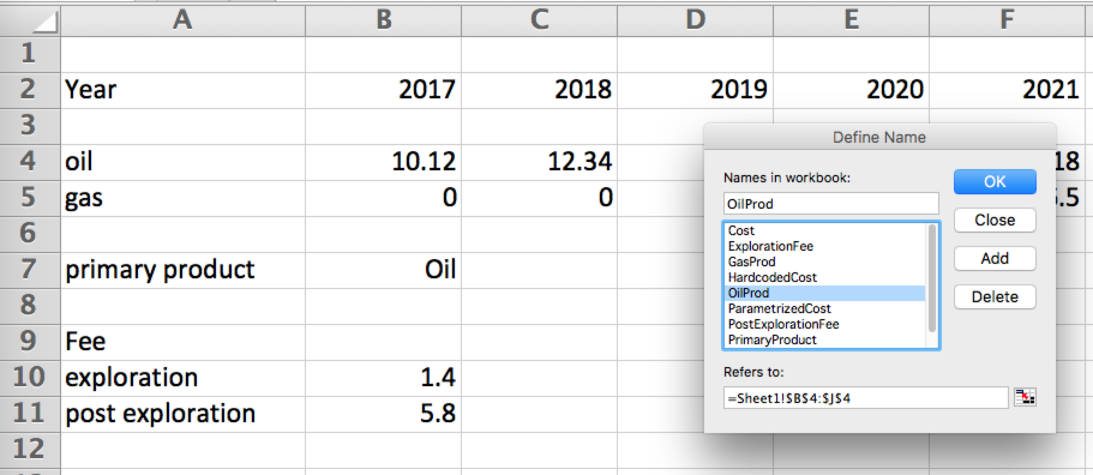 A B C D E F
1
2 Year 2017 2018 2019 2020 2021
3
4 oil 10.12 12.34 18
5 gas 0 0 .5
6
7 primary product Oil
8
9 Fee
10 exploration 1.4
11 post exploration 5.8
12
Define Name
Names in workbook:
OilProd
Cost
ExplorationFee
GasProd
HardcodedCost
OilProd
ParametrizedCost
PostExplorationFee
PrimaryProduct
OK
Close
Add
Delete
Refers to:
=Sheet1!$B$4:$J$4